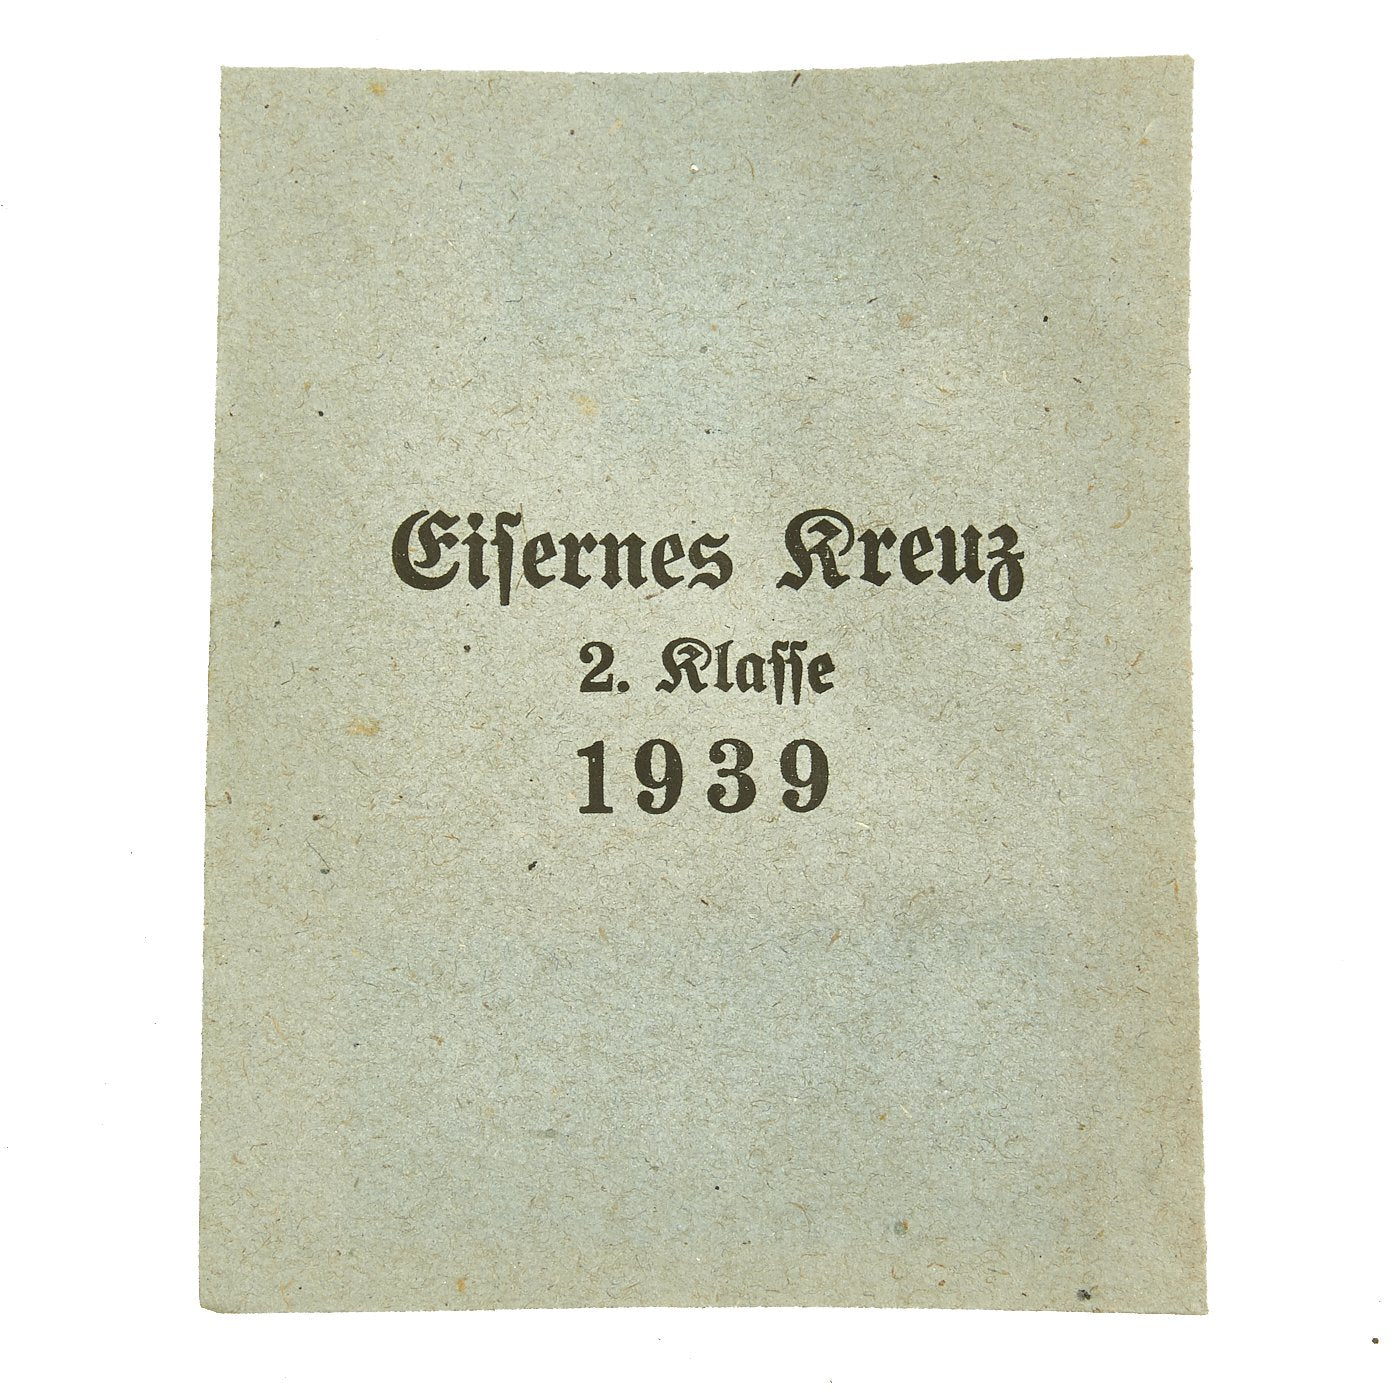 Eisernes Kreuz
2. Klasse
1939